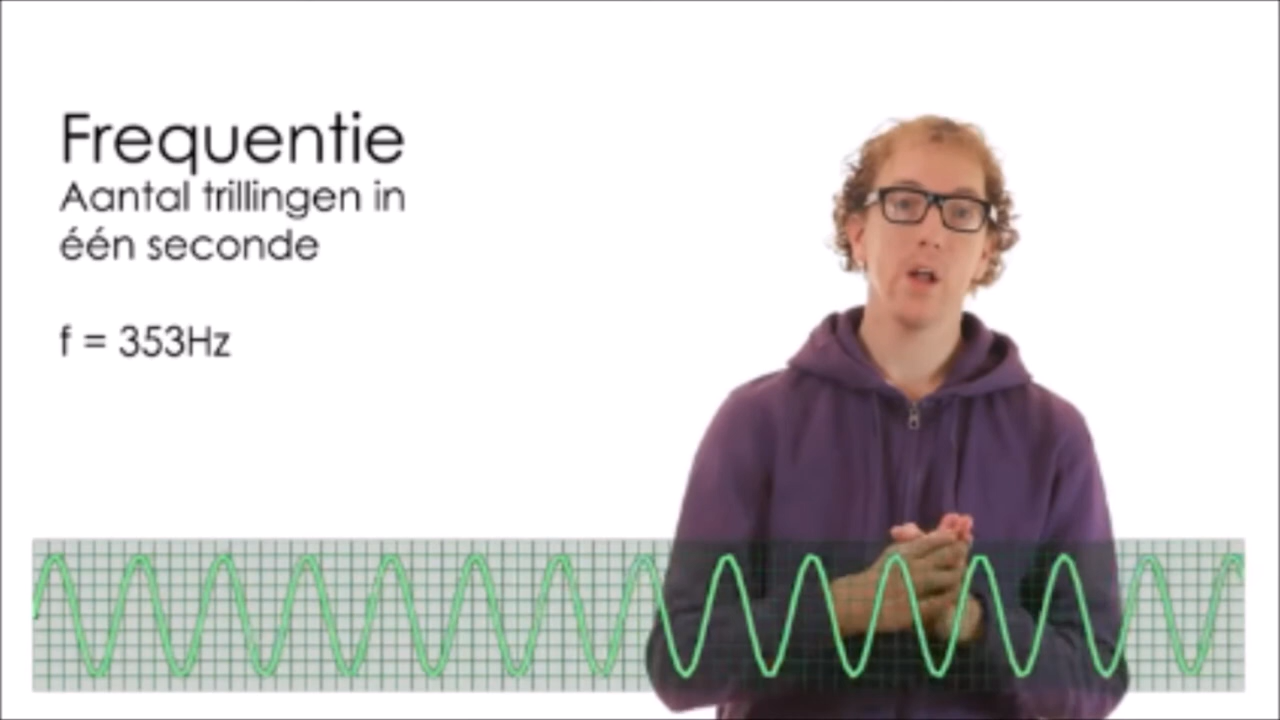 Frequentie
Aantal trillingen in
één seconde
f = 353Hz